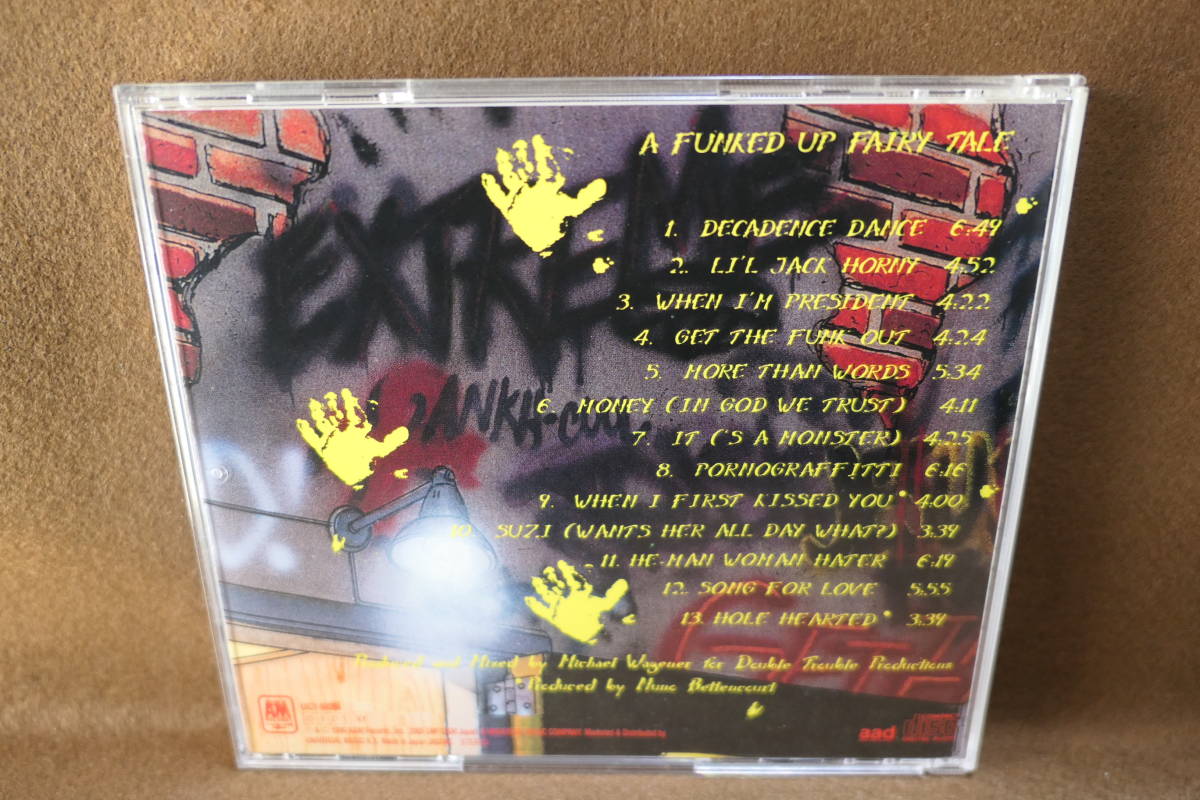 A FUNKED UP FAIRY TALE
EXTREME
1. DECADENCE DANCE 6:49
2. LI'L JACK HORNY 4:52
3. WHEN I'M PRESIDENT 4:22
4. GET THE FUNK OUT 4:24
5. MORE THAN WORDS 5:34
6. MONEY (IN GOD WE TRUST) 4:11
7. IT ('S A MONSTER) 4:25
8. PORNOGRAFFITTI 6:16
9. WHEN I FIRST KISSED YOU* 4:00
10. SUZI (WANTS HER ALL DAY WHAT?) 3:39
11. HE-MAN WOMAN HATER 6:19
12. SONG FOR LOVE 5:55
13. HOLE HEARTED* 3:39
Produced and Mixed by Michael Wagener for Double Trouble Productions
*Produced by Nuno Bettencourt
A&M
aad
DISC